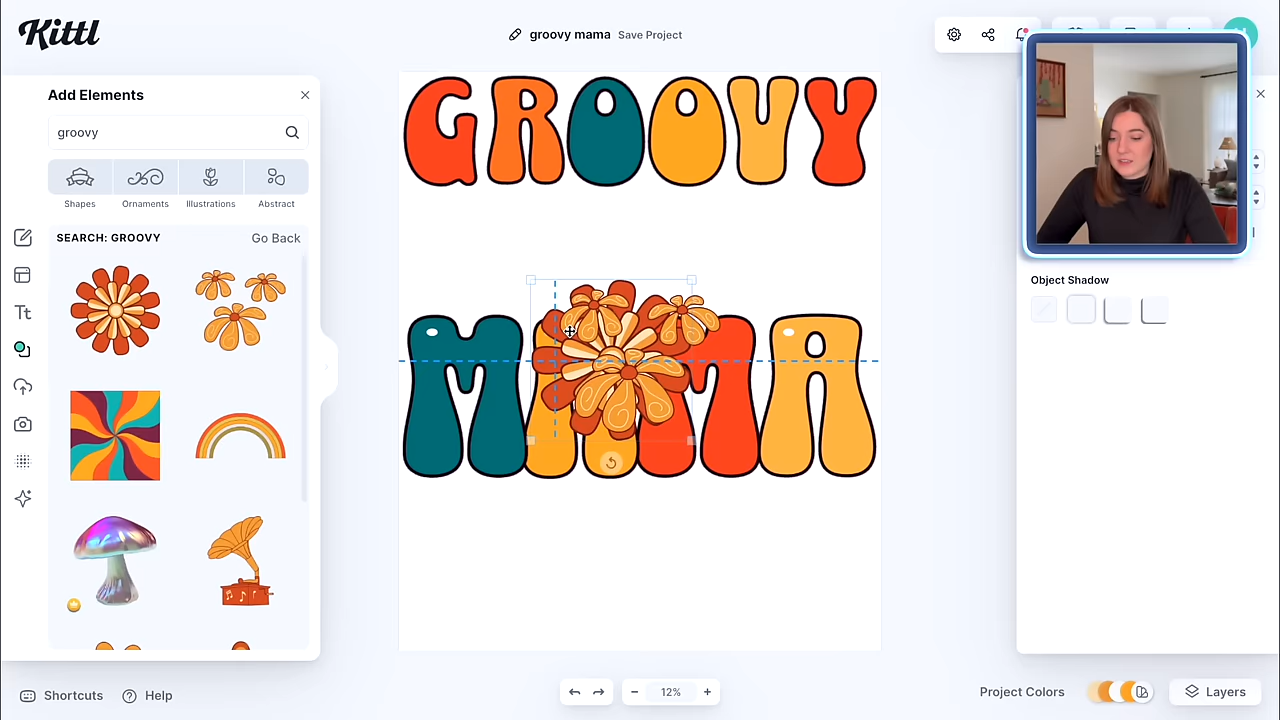 Kittl
groovy mama Save Project
Add Elements
groovy
Shapes Ornaments Illustrations Abstract
SEARCH: GROOVY Go Back
Tt
GROOVY
MAMA
Object Shadow
12%
Shortcuts Help
Project Colors
Layers